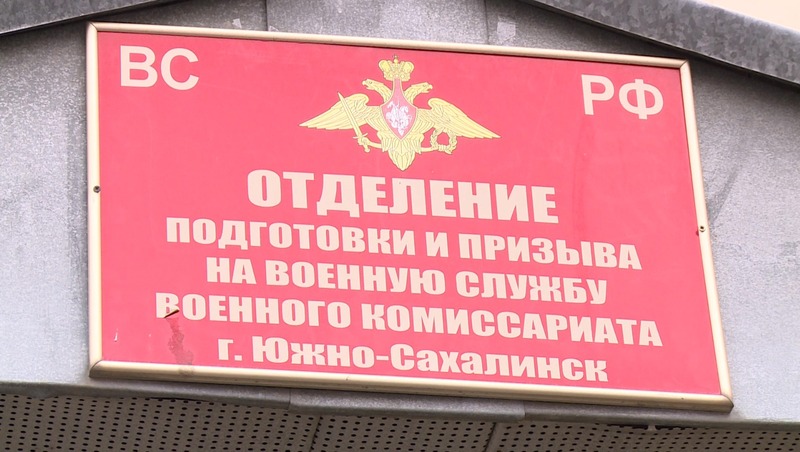 ВС РФ
ОТДЕЛЕНИЕ
ПОДГОТОВКИ И ПРИЗЫВА
НА ВОЕННУЮ СЛУЖБУ
ВОЕННОГО КОМИССАРИАТА
г. Южно-Сахалинск